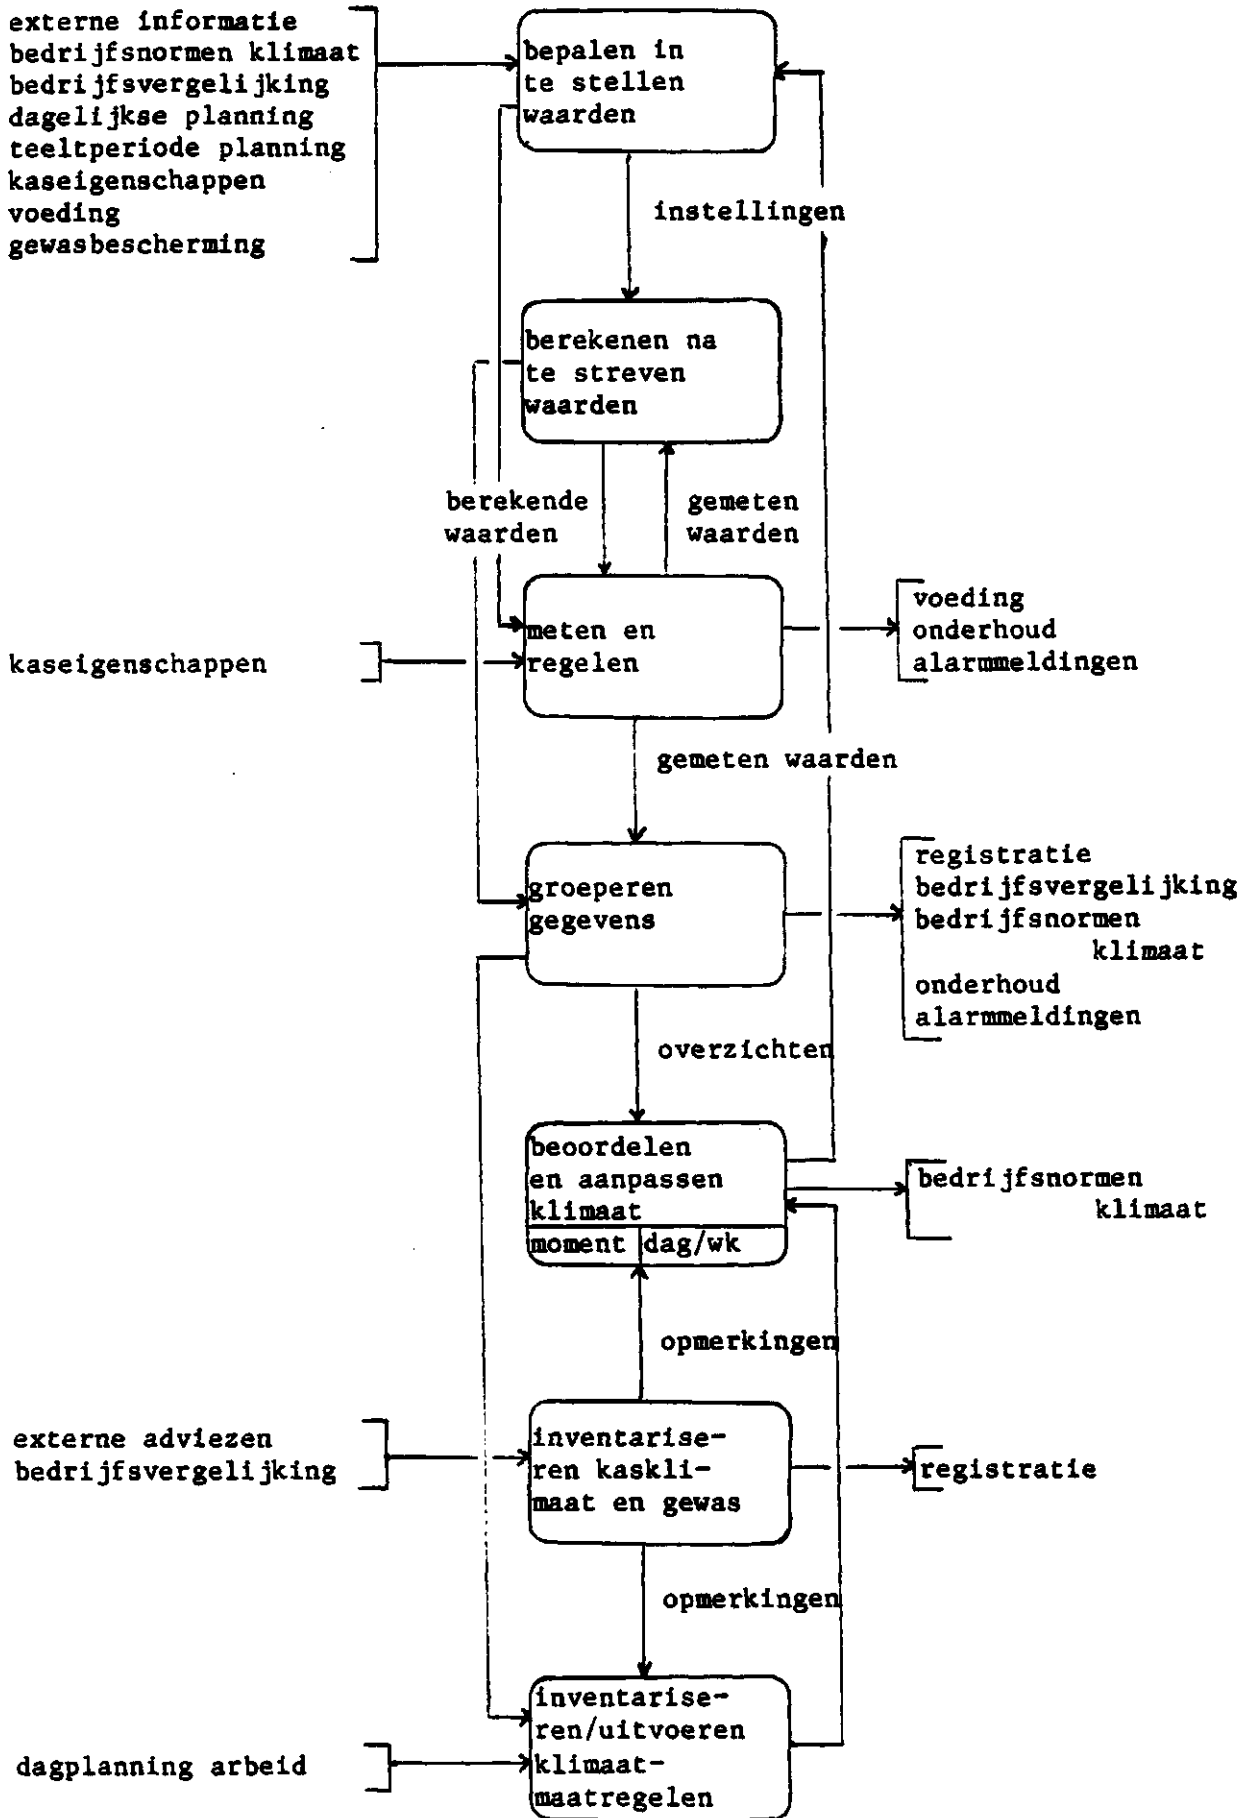 externe informatie
bedrijfsnormen klimaat
bedrijfsvergelijking
dagelijkse planning
teeltperiode planning
kaseigenschappen
voeding
gewasbescherming
bepalen in
te stellen
waarden
instellingen
berekenen na
te streven
waarden
berekende
waarden
gemeten
waarden
kaseigenschappen
meten en
regelen
voeding
onderhoud
alarmmeldingen
gemeten waarden
groeperen
gegevens
registratie
bedrijfsvergelijking
bedrijfsnormen
klimaat
onderhoud
alarmmeldingen
overzichten
beoordelen
en aanpassen
klimaat
moment dag/wk
bedrijfsnormen
klimaat
opmerkingen
externe adviezen
bedrijfsvergelijking
inventarise-
ren kaskli-
maat en gewas
registratie
opmerkingen
dagplanning arbeid
inventarise-
ren/uitvoeren
klimaat-
maatregelen